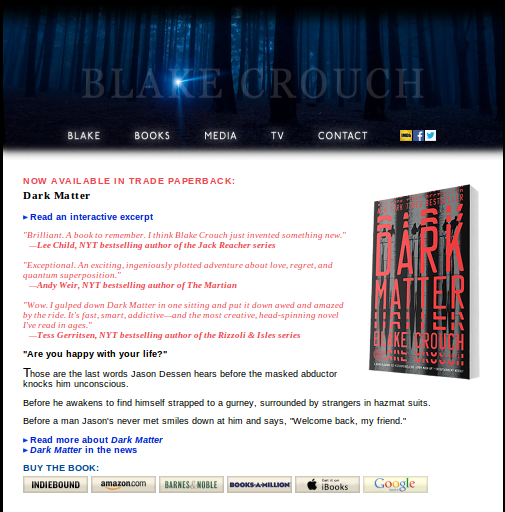 BLAKE CROUCH
BLAKE BOOKS MEDIA TV CONTACT IMDb
NOW AVAILABLE IN TRADE PAPERBACK:
Dark Matter
► Read an interactive excerpt
"Brilliant. A book to remember. I think Blake Crouch just invented something new."
—Lee Child, NYT bestselling author of the Jack Reacher series
"Exceptional. An exciting, ingeniously plotted adventure about love, regret, and
quantum superposition."
—Andy Weir, NYT bestselling author of The Martian
"Wow. I gulped down Dark Matter in one sitting and put it down awed and amazed
by the ride. It's fast, smart, addictive—and the most creative, head-spinning novel
I've read in ages."
—Tess Gerritsen, NYT bestselling author of the Rizzoli & Isles series
DARK
MATTER
BLAKE CROUCH
"Are you happy with your life?"
Those are the last words Jason Dessen hears before the masked abductor
knocks him unconscious.
Before he awakens to find himself strapped to a gurney, surrounded by strangers in hazmat suits.
Before a man Jason's never met smiles down at him and says, "Welcome back, my friend."
► Read more about Dark Matter
► Dark Matter in the news
BUY THE BOOK:
INDIEBOUND amazon.com BARNES&NOBLE BOOKS-A-MILLION Get it on iBooks Google